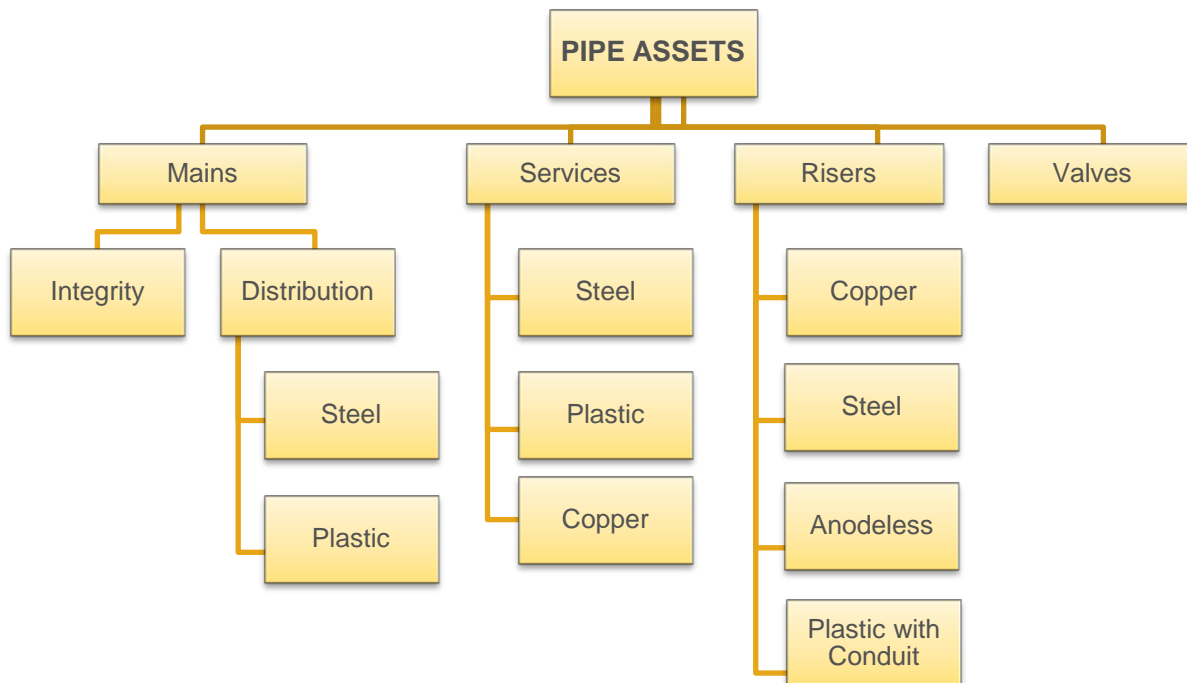 PIPE ASSETS
Mains
Services
Risers
Valves
Integrity
Distribution
Steel
Plastic
Steel
Plastic
Copper
Copper
Steel
Anodeless
Plastic with
Conduit